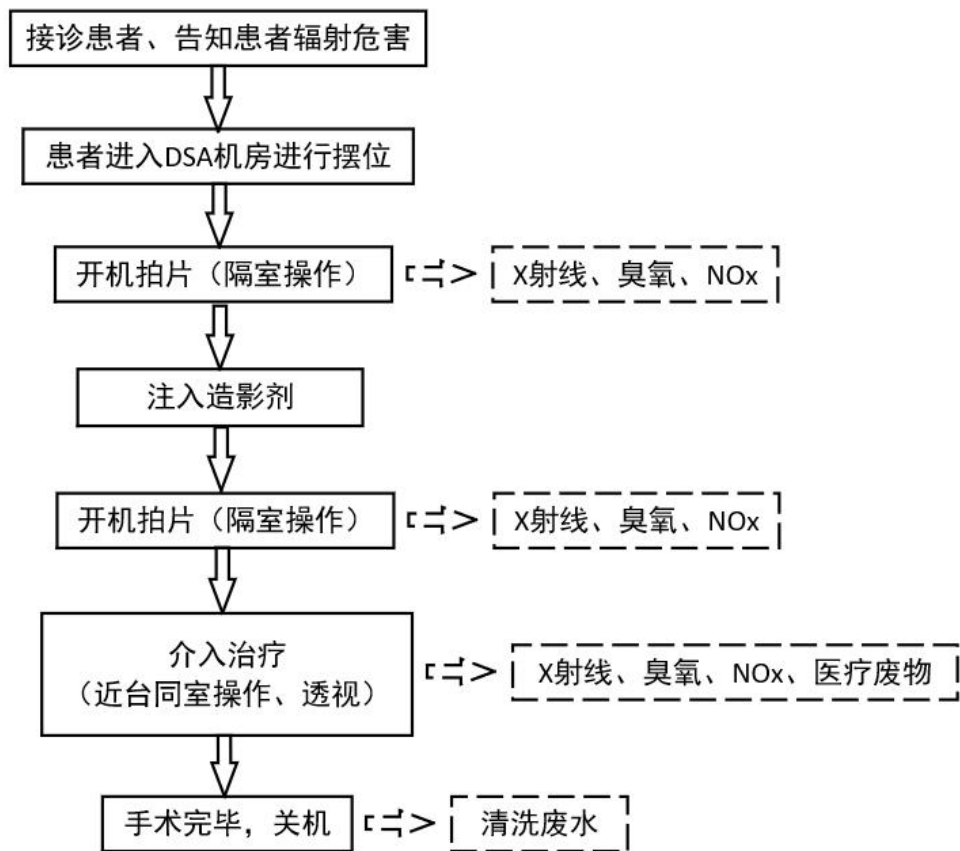 接诊患者、告知患者辐射危害
患者进入DSA机房进行摆位
开机拍片（隔室操作）
X射线、臭氧、NOx
注入造影剂
开机拍片（隔室操作）
X射线、臭氧、NOx
介入治疗
（近台同室操作、透视）
X射线、臭氧、NOx、医疗废物
手术完毕，关机
清洗废水